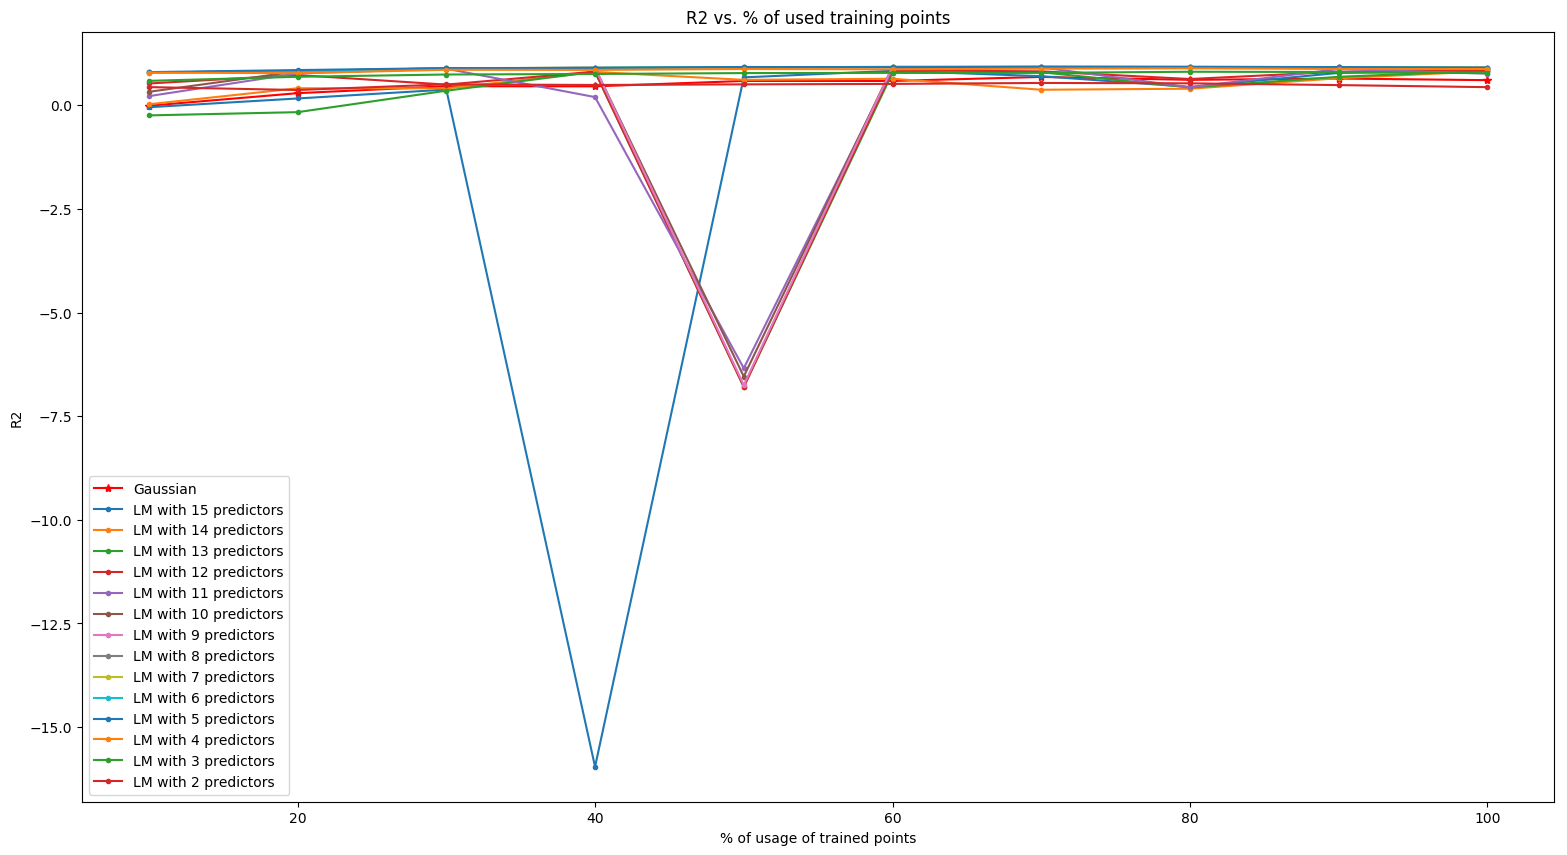 R2 vs. % of used training points
0.0
−2.5
−5.0
−7.5
−10.0
−12.5
−15.0
R2
Gaussian
LM with 15 predictors
LM with 14 predictors
LM with 13 predictors
LM with 12 predictors
LM with 11 predictors
LM with 10 predictors
LM with 9 predictors
LM with 8 predictors
LM with 7 predictors
LM with 6 predictors
LM with 5 predictors
LM with 4 predictors
LM with 3 predictors
LM with 2 predictors
20 40 60 80 100
% of usage of trained points